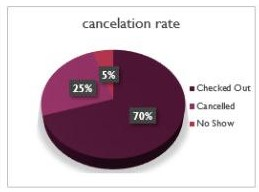 cancelation rate
5%
25%
70%
Checked Out
Cancelled
No Show